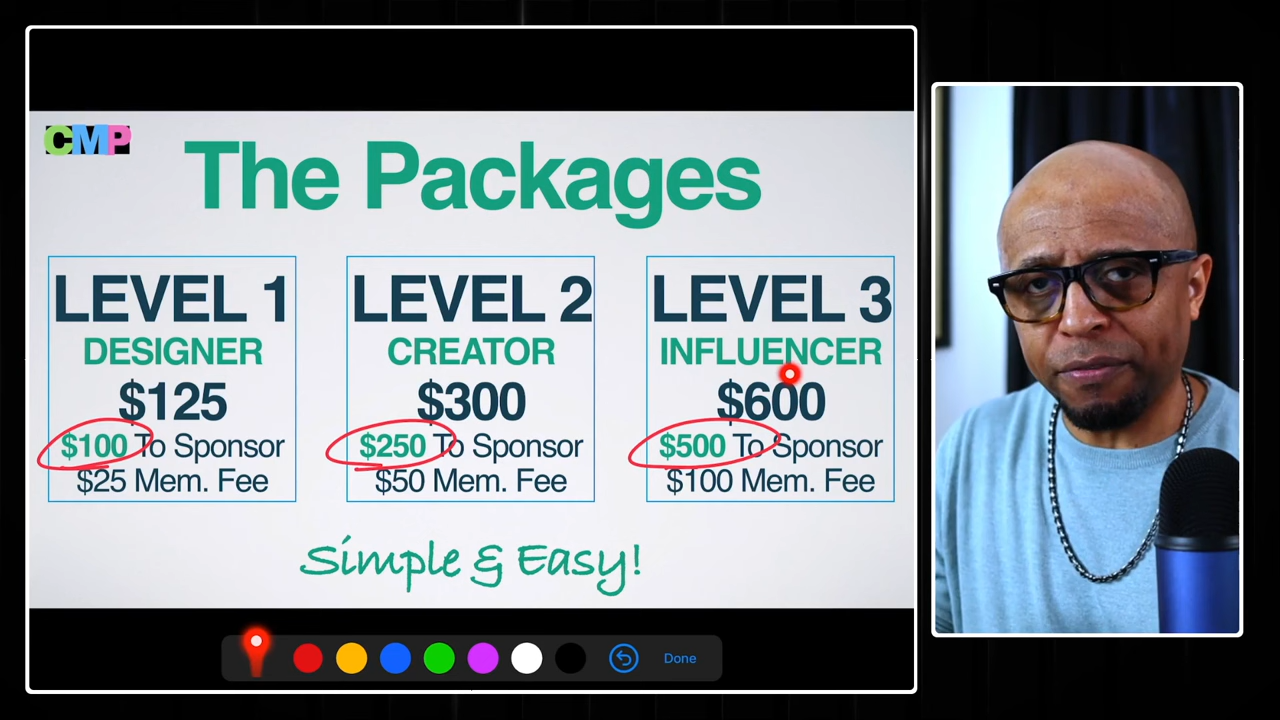 CMP
The Packages
LEVEL 1
DESIGNER
$125
$100 To Sponsor
$25 Mem. Fee
LEVEL 2
CREATOR
$300
$250 To Sponsor
$50 Mem. Fee
LEVEL 3
INFLUENCER
$600
$500 To Sponsor
$100 Mem. Fee
Simple & Easy!
Done